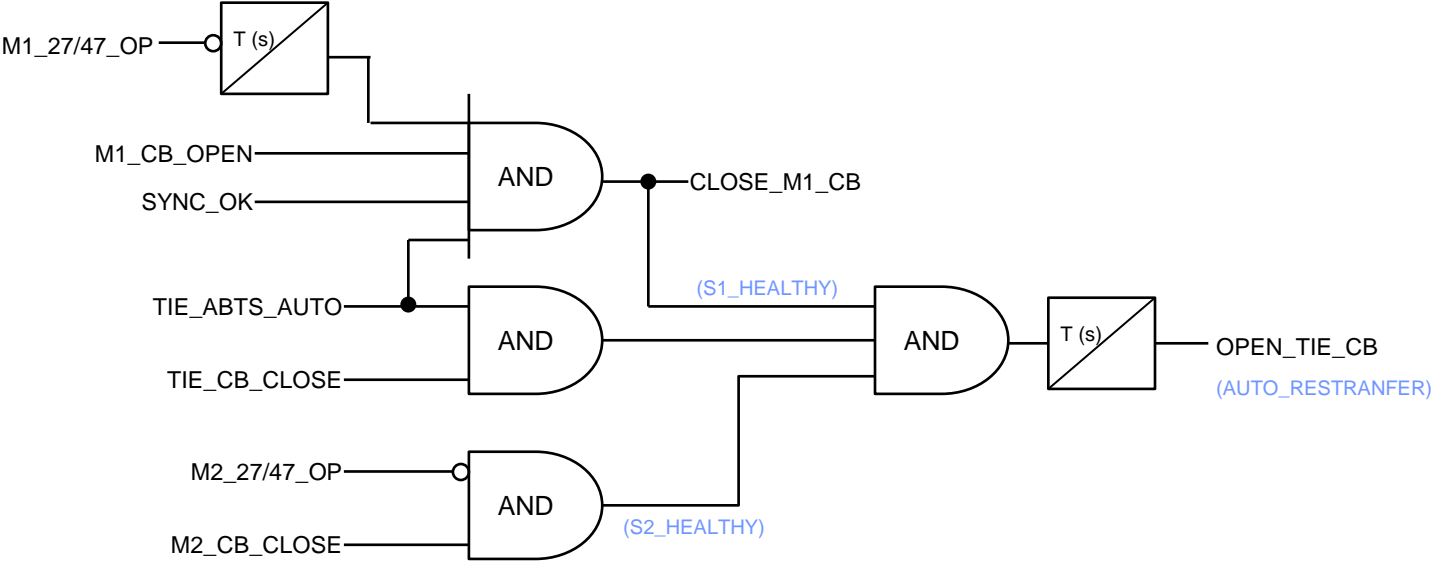 M1_27/47_OP
T (s)
M1_CB_OPEN
AND
CLOSE_M1_CB
SYNC_OK
(S1_HEALTHY)
TIE_ABTS_AUTO
AND
AND
T (s)
OPEN_TIE_CB
TIE_CB_CLOSE
(AUTO_RESTRANFER)
M2_27/47_OP
AND
(S2_HEALTHY)
M2_CB_CLOSE